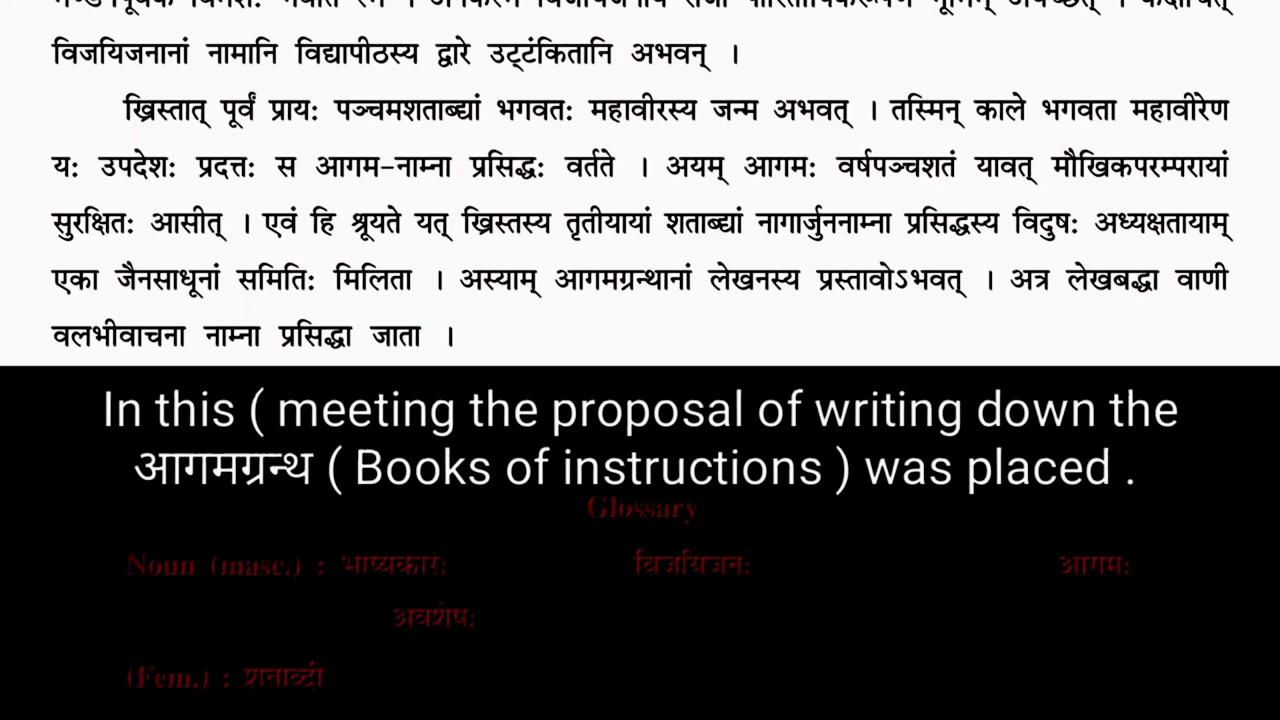 विजयिजनानां नामानि विद्यापीठस्य द्वारे उट्टंकितानि अभवन् ।
ख्रिस्तात् पूर्वं प्रायः पञ्चमशताब्द्यां भगवतः महावीरस्य जन्म अभवत् । तस्मिन् काले भगवता महावीरेण
यः उपदेशः प्रदत्तः स आगम-नाम्ना प्रसिद्धः वर्तते । अयम् आगमः वर्षपञ्चशतं यावत् मौखिकपरम्परायां
सुरक्षितः आसीत् । एवं हि श्रूयते यत् ख्रिस्तस्य तृतीयायां शताब्द्यां नागार्जुननाम्ना प्रसिद्धस्य विदुषः अध्यक्षतायाम्
एका जैनसाधूनां समितिः मिलिता । अस्याम् आगमग्रन्थानां लेखनस्य प्रस्तावोऽभवत् । अत्र लेखबद्धा वाणी
वलभीवाचना नाम्ना प्रसिद्धा जाता ।
In this ( meeting the proposal of writing down the
आगमग्रन्थ ( Books of instructions ) was placed .
Glossary
Noun (masc.) : भाष्यकारः विजयिजनः आगमः
अवशेषः
(Fem.) : शताब्दी